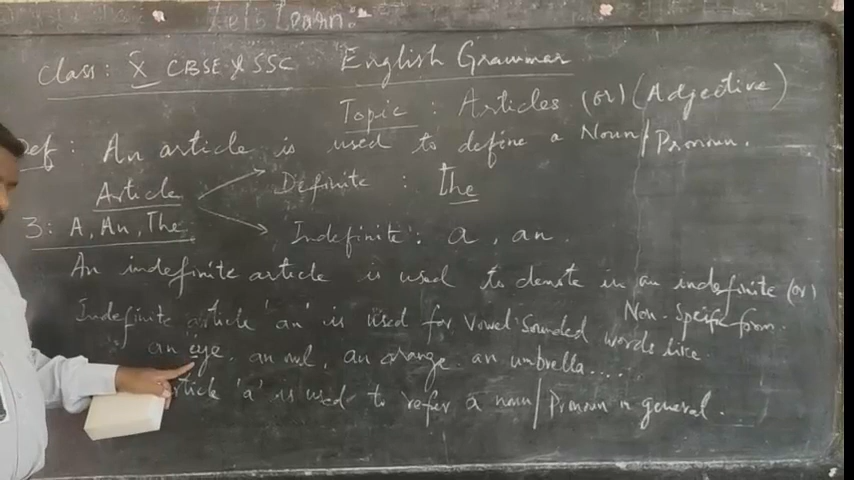 Let's Learn.
Class: X CBSE & SSC English Grammar
Topic : Articles (or) (Adjective)
Def : An article is used to define a Noun/Pronoun.
Article Definite : The
3: A, An, The
Indefinite : a, an.
An indefinite article is used to denote in an indefinite (or)
Non-Specific form.
Indefinite article 'an' is used for vowel sounded words like.
an eye, an owl, an orange, an umbrella.....
article 'a' is used to refer a noun/Pronoun in general.